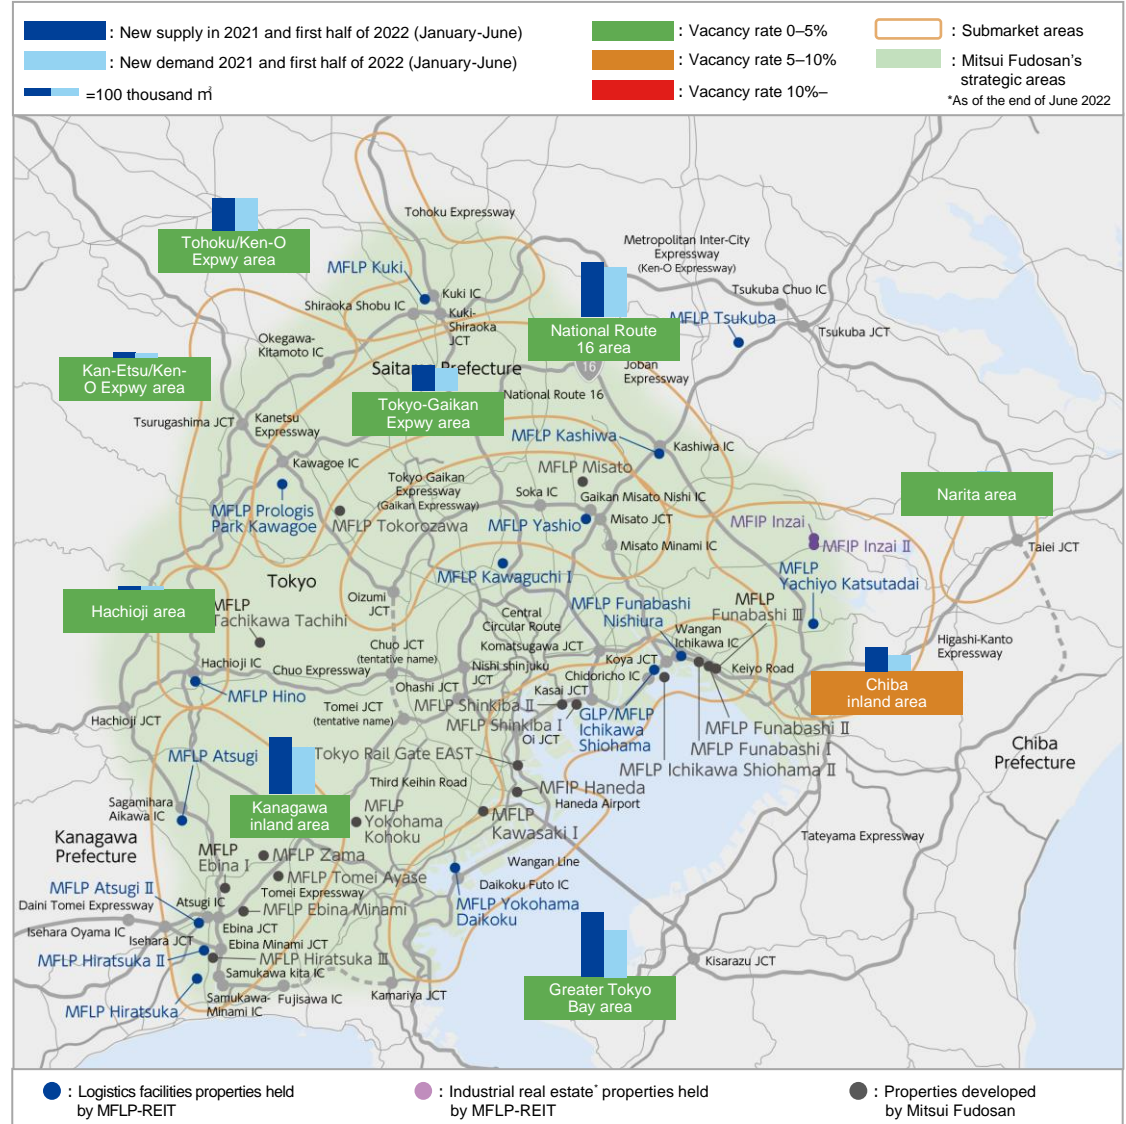 : New supply in 2021 and first half of 2022 (January-June)
: New demand 2021 and first half of 2022 (January-June)
=100 thousand ㎡
: Vacancy rate 0–5%
: Vacancy rate 5–10%
: Vacancy rate 10%–
: Submarket areas
: Mitsui Fudosan's
strategic areas
*As of the end of June 2022
Tohoku Expressway
Tohoku/Ken-O
Expwy area
Metropolitan Inter-City
Expressway
(Ken-O Expressway)
MFLP Kuki
Kuki IC
Shiraoka Shobu IC
Kuki-
Shiraoka
JCT
Tsukuba Chuo IC
MFLP Tsukuba
Tsukuba JCT
National Route
16 area
Okegawa-
Kitamoto IC
Saitama Prefecture
16
Joban
Expressway
Kan-Etsu/Ken-
O Expwy area
National Route 16
Tokyo-Gaikan
Expwy area
Tsurugashima JCT
Kanetsu
Expressway
MFLP Kashiwa
Kashiwa IC
Kawagoe IC
MFLP Misato
Tokyo Gaikan
Expressway
(Gaikan Expressway)
Soka IC
Gaikan Misato Nishi IC
Narita area
MFLP Prologis
Park Kawagoe
MFLP Tokorozawa
MFLP Yashio
Misato JCT
MFIP Inzai
MFIP Inzai II
Misato Minami IC
Taiei JCT
MFLP Kawaguchi I
MFLP
Yachiyo Katsutadai
Tokyo
Oizumi
JCT
Hachioji area
MFLP
Tachikawa Tachihi
Central
Circular Route
MFLP Funabashi
Nishiura
MFLP
Funabashi III
Wangan
Ichikawa IC
Higashi-Kanto
Expressway
Chuo JCT
(tentative name)
Komatsugawa JCT
Koya JCT
Keiyo Road
Hachioji IC
Chuo Expressway
Nishi shinjuku
JCT
Chidoricho IC
Chiba
inland area
MFLP Hino
Ohashi JCT
Kasai JCT
Hachioji JCT
Tomei JCT
(tentative name)
MFLP Shinkiba II
MFLP Shinkiba I
GLP/MFLP
Ichikawa
Shiohama
MFLP Funabashi II
MFLP Funabashi I
Oi JCT
MFLP Ichikawa Shiohama II
MFLP Atsugi
Tokyo Rail Gate EAST
Chiba
Prefecture
Third Keihin Road
MFIP Haneda
Haneda Airport
Sagamihara
Aikawa IC
Kanagawa
inland area
MFLP
Yokohama
Kohoku
MFLP
Kawasaki I
Kanagawa
Prefecture
Tateyama Expressway
MFLP
Ebina I
MFLP Zama
MFLP Tomei Ayase
Wangan Line
Tomei Expressway
Daikoku Futo IC
MFLP Atsugi II
Daini Tomei Expressway
Atsugi IC
MFLP Ebina Minami
MFLP Yokohama
Daikoku
Isehara Oyama IC
Isehara JCT
Ebina JCT
Ebina Minami JCT
MFLP Hiratsuka II
MFLP Hiratsuka III
Kisarazu JCT
Samukawa kita IC
Greater Tokyo
Bay area
MFLP Hiratsuka
Samukawa-
Minami IC
Fujisawa IC
Kamariya JCT
: Logistics facilities properties held
by MFLP-REIT
: Industrial real estate* properties held
by MFLP-REIT
: Properties developed
by Mitsui Fudosan